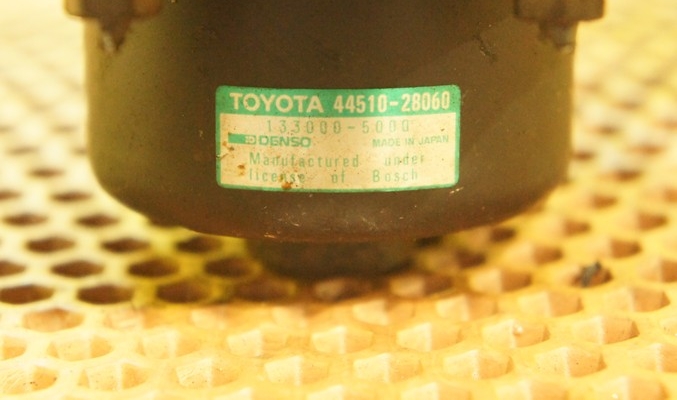 TOYOTA 44510-28060
133000-5000
DENSO MADE IN JAPAN
Manufactured under
license of Bosch